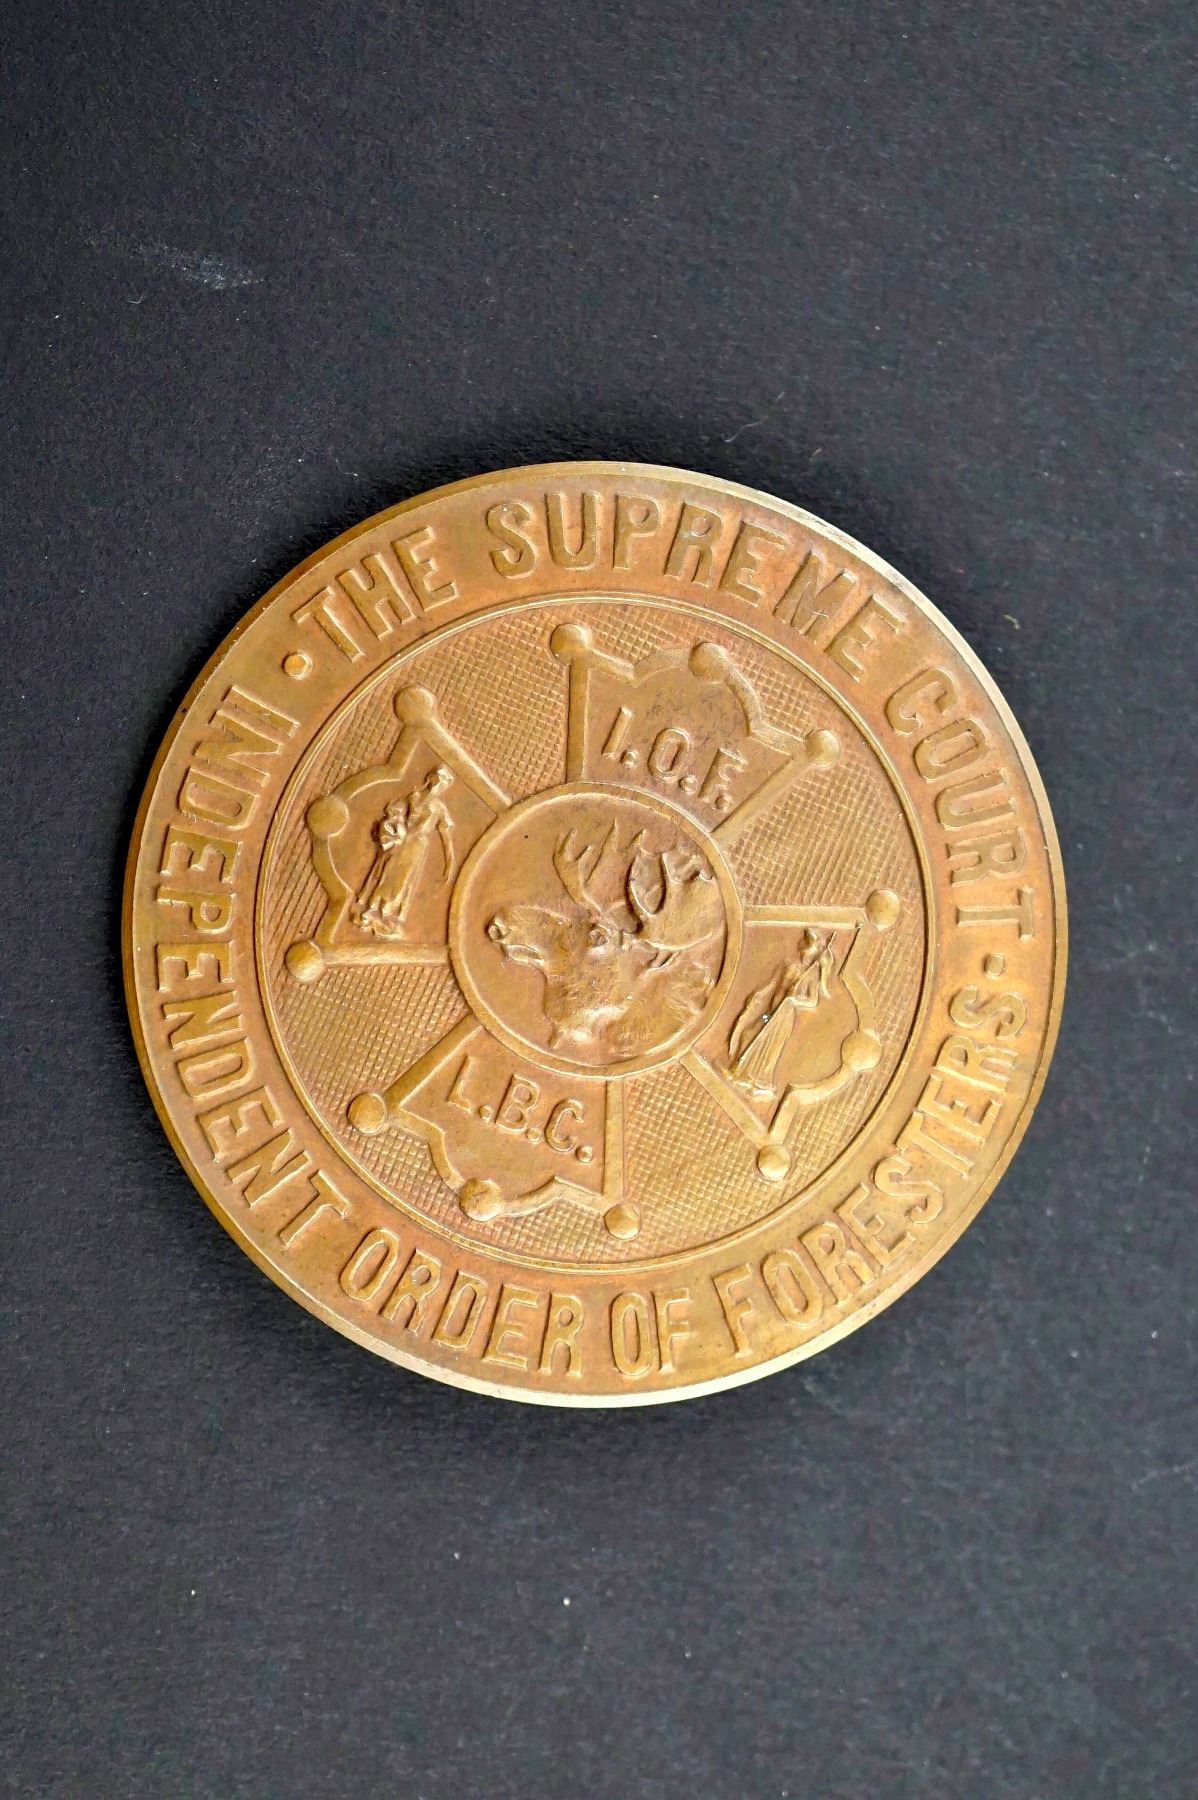 · THE SUPREME COURT ·
INDEPENDENT ORDER OF FORESTERS
I.O.F.
L.B.C.